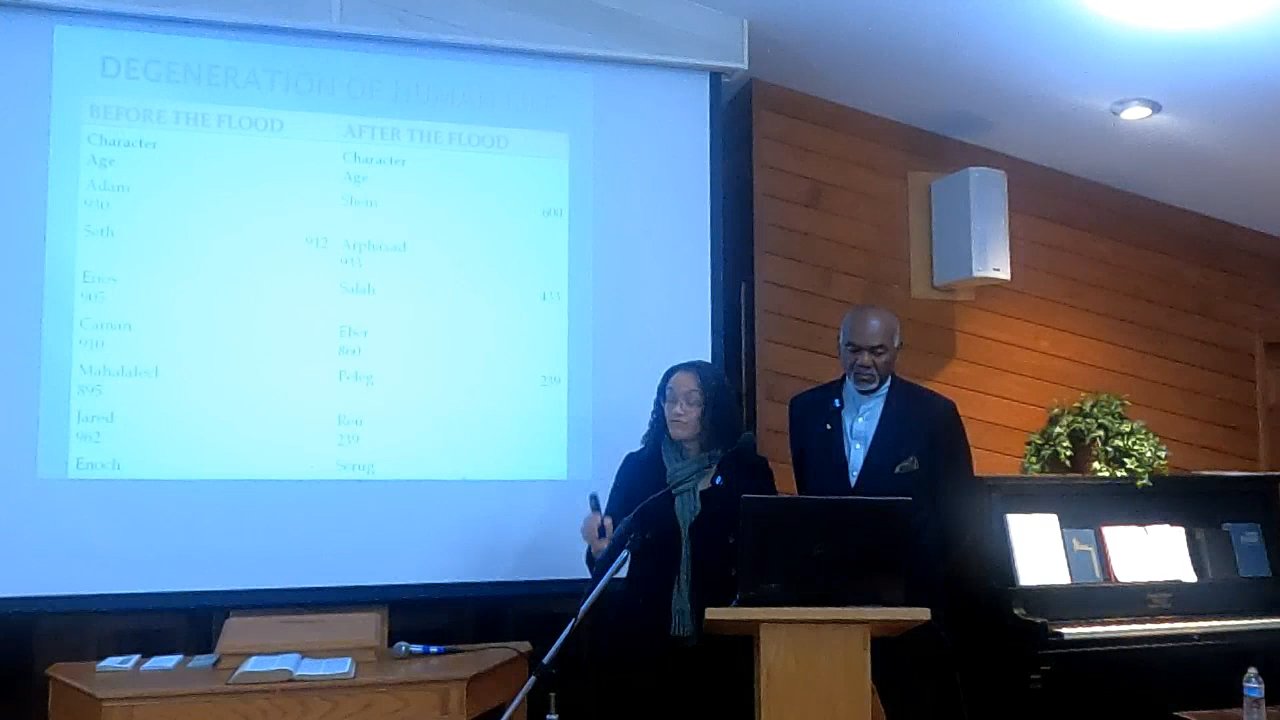 DEGENERATION OF HUMAN
BEFORE THE FLOOD
Character
Age
Adam
930
Seth
912
Enos
905
Cainan
910
Mahalaleel
895
Jared
962
Enoch
AFTER THE FLOOD
Character
Age
Shem
600
Arphaxad
Salah
433
Eber
Peleg
239
Reu
239
Serug